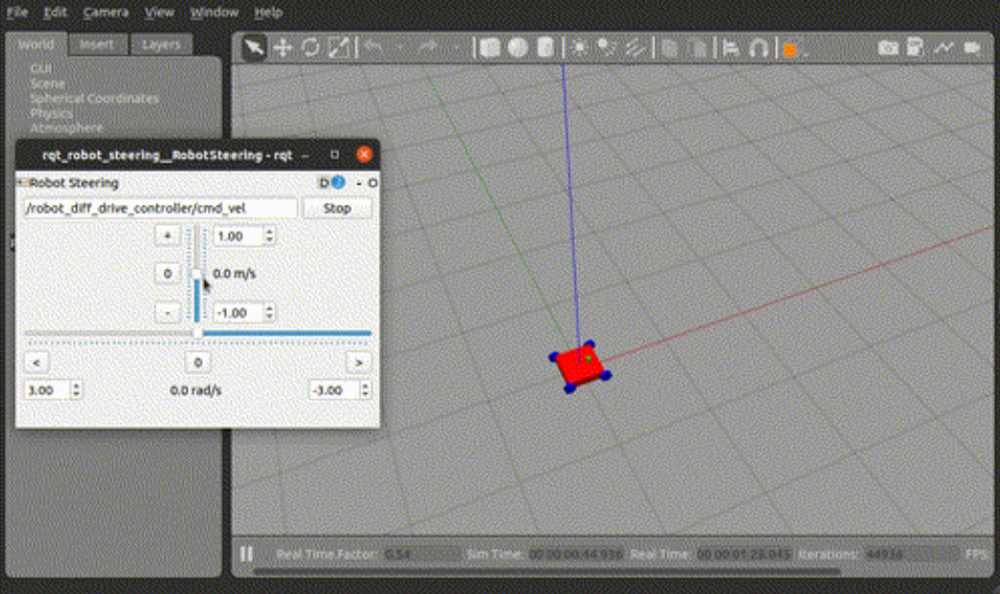 File Edit Camera View Window Help
World Insert Layers
GUI
Scene
Spherical Coordinates
Physics
Atmosphere
rqt_robot_steering__RobotSteering - rqt
Robot Steering D ? - O
/robot_diff_drive_controller/cmd_vel Stop
+ 1.00
0 0.0 m/s
- -1.00
< 0 >
3.00 0.0 rad/s -3.00
Real Time Factor: 0.54 Sim Time: 00 00:00:44.936 Real Time: 00 00:01:28.045 Iterations: 44936 FPS